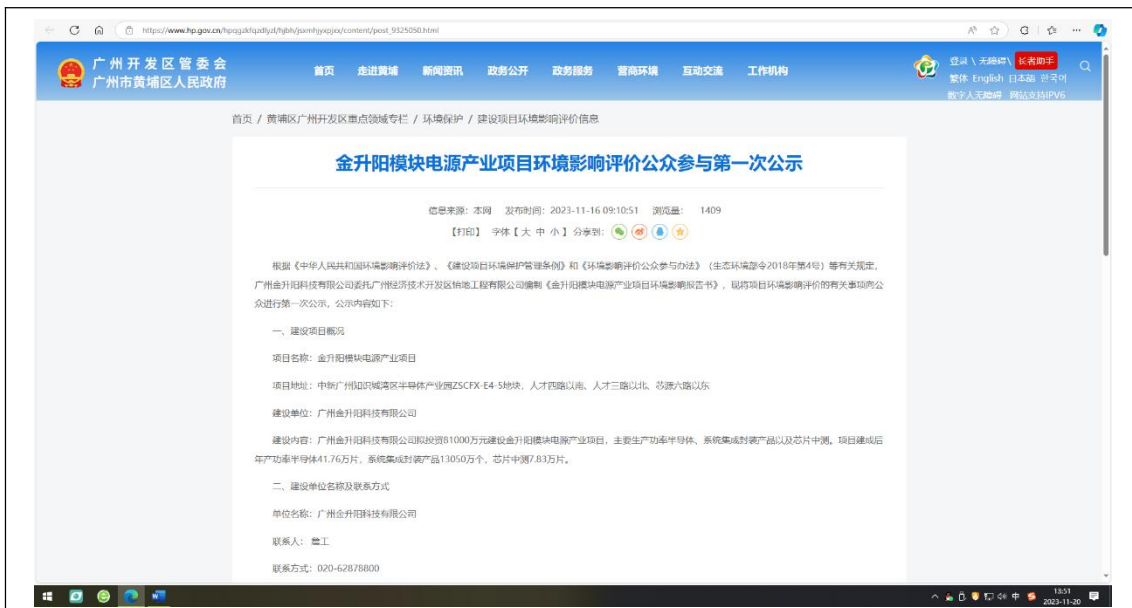 https://www.hp.gov.cn/hpqgzkfqzdlyzl/hjbh/jsxmhjyxpjxx/content/post_9325050.html
广州开发区管委会
广州市黄埔区人民政府
首页 走进黄埔 新闻资讯 政务公开 政务服务 营商环境 互动交流 工作机构
登录 \ 无障碍 \ 长者助手
繁体 English 日本語 한국어
数字人无障碍 网站支持IPV6
首页 / 黄埔区广州开发区重点领域专栏 / 环境保护 / 建设项目环境影响评价信息
金升阳模块电源产业项目环境影响评价公众参与第一次公示
信息来源：本网 发布时间：2023-11-16 09:10:51 浏览量： 1409
【打印】 字体【大 中 小】分享到：
根据《中华人民共和国环境影响评价法》、《建设项目环境保护管理条例》和《环境影响评价公众参与办法》（生态环境部令2018年第4号）等有关规定，
广州金升阳科技有限公司委托广州经济技术开发区怡地工程有限公司编制《金升阳模块电源产业项目环境影响报告书》，现将项目环境影响评价的有关事项向公
众进行第一次公示，公示内容如下：
一、建设项目概况
项目名称：金升阳模块电源产业项目
项目地址：中新广州知识城湾区半导体产业园ZSCFX-E4-5地块，人才四路以南、人才三路以北、芯源六路以东
建设单位：广州金升阳科技有限公司
建设内容：广州金升阳科技有限公司拟投资81000万元建设金升阳模块电源产业项目，主要生产功率半导体、系统集成封装产品以及芯片中测。项目建成后
年产功率半导体41.76万片，系统集成封装产品13050万个，芯片中测7.83万片。
二、建设单位名称及联系方式
单位名称：广州金升阳科技有限公司
联系人：詹工
联系方式：020-62878800
中
13:51
2023-11-20